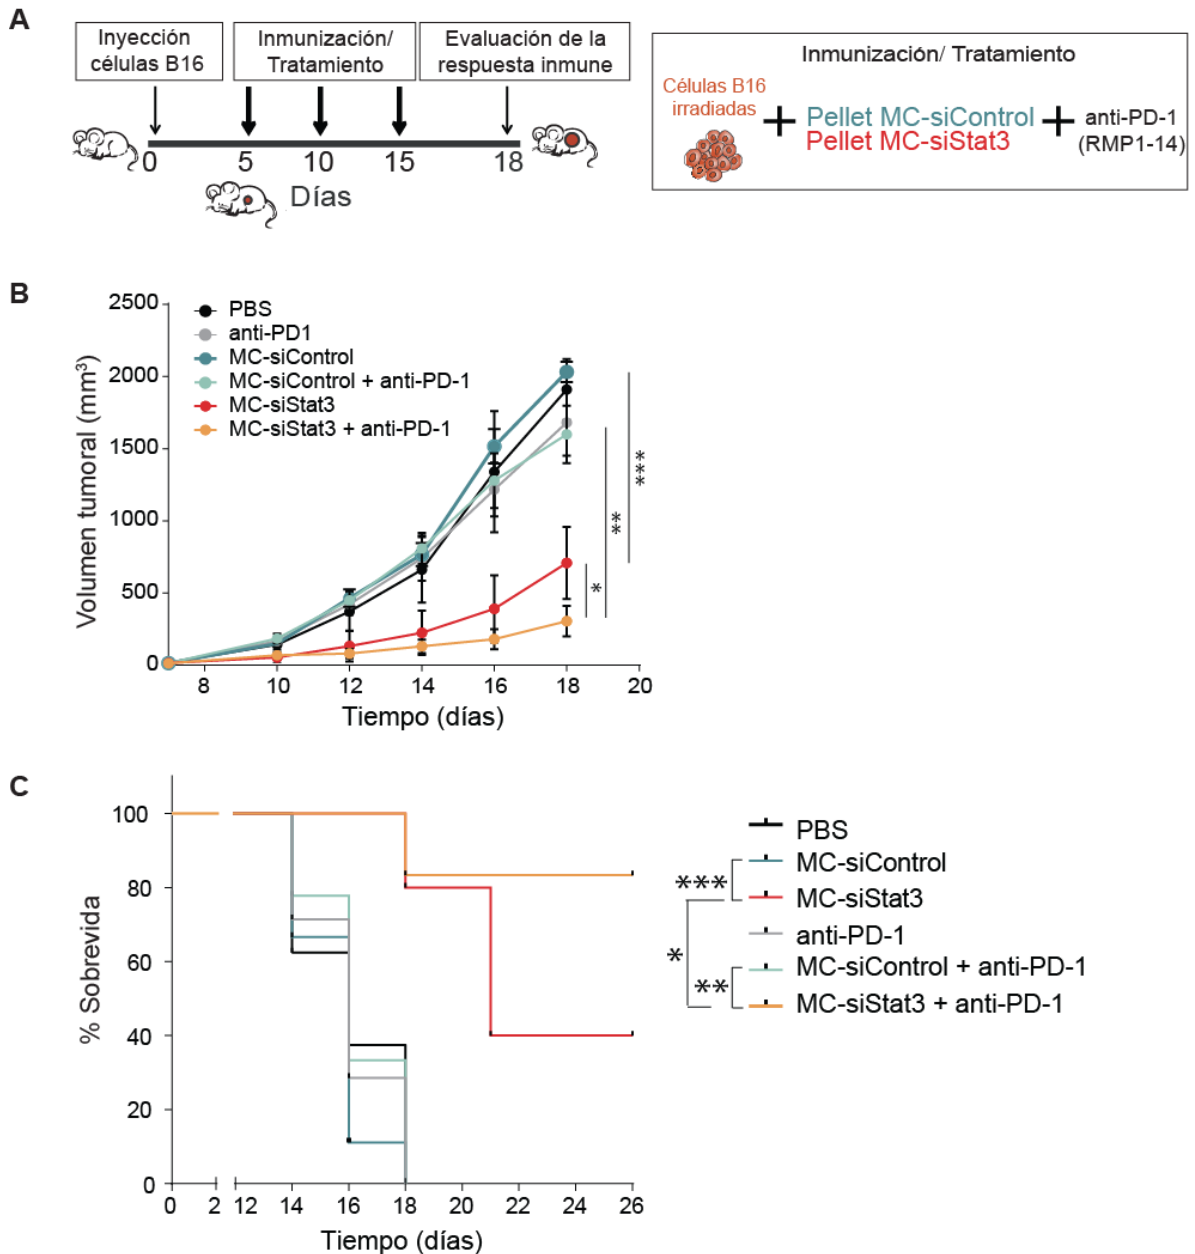 A
Inyección
células B16
Inmunización/
Tratamiento
Evaluación de la
respuesta inmune
0
5
10
15
18
Días
Inmunización/ Tratamiento
Células B16
irradiadas
+
Pellet MC-siControl
Pellet MC-siStat3
+
anti-PD-1
(RMP1-14)
B
Volumen tumoral (mm³)
2500
2000
1500
1000
500
0
PBS
anti-PD1
MC-siControl
MC-siControl + anti-PD-1
MC-siStat3
MC-siStat3 + anti-PD-1
*
**
***
8 10 12 14 16 18 20
Tiempo (días)
C
% Sobrevida
100
80
60
40
20
0
0 2 12 14 16 18 20 22 24 26
Tiempo (días)
PBS
MC-siControl
MC-siStat3
anti-PD-1
MC-siControl + anti-PD-1
MC-siStat3 + anti-PD-1
***
*
**